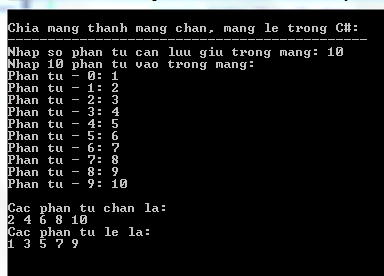 Chia mang thanh mang chan, mang le trong C#:
--------------------------------------------
Nhap so phan tu can luu giu trong mang: 10
Nhap 10 phan tu vao trong mang:
Phan tu - 0: 1
Phan tu - 1: 2
Phan tu - 2: 3
Phan tu - 3: 4
Phan tu - 4: 5
Phan tu - 5: 6
Phan tu - 6: 7
Phan tu - 7: 8
Phan tu - 8: 9
Phan tu - 9: 10
Cac phan tu chan la:
2 4 6 8 10
Cac phan tu le la:
1 3 5 7 9